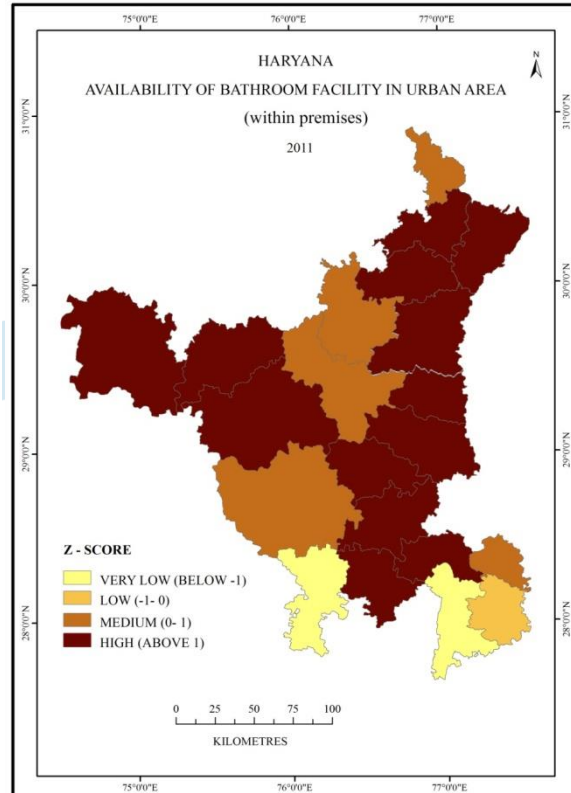 75°0'0"E 76°0'0"E 77°0'0"E
N
HARYANA
AVAILABILITY OF BATHROOM FACILITY IN URBAN AREA
(within premises)
2011
31°0'0"N 31°0'0"N
30°0'0"N 30°0'0"N
29°0'0"N 29°0'0"N
28°0'0"N 28°0'0"N
Z - SCORE
VERY LOW (BELOW -1)
LOW (-1- 0)
MEDIUM (0- 1)
HIGH (ABOVE 1)
0 25 50 75 100
KILOMETRES
75°0'0"E 76°0'0"E 77°0'0"E